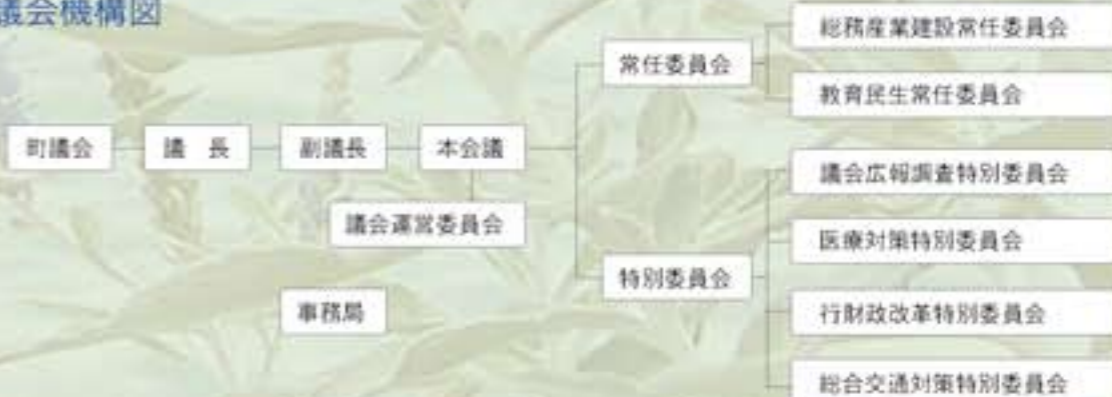 議会機構図
町議会
議 長
副議長
本会議
議会運営委員会
事務局
常任委員会
総務産業建設常任委員会
教育民生常任委員会
特別委員会
議会広報調査特別委員会
医療対策特別委員会
行財政改革特別委員会
総合交通対策特別委員会